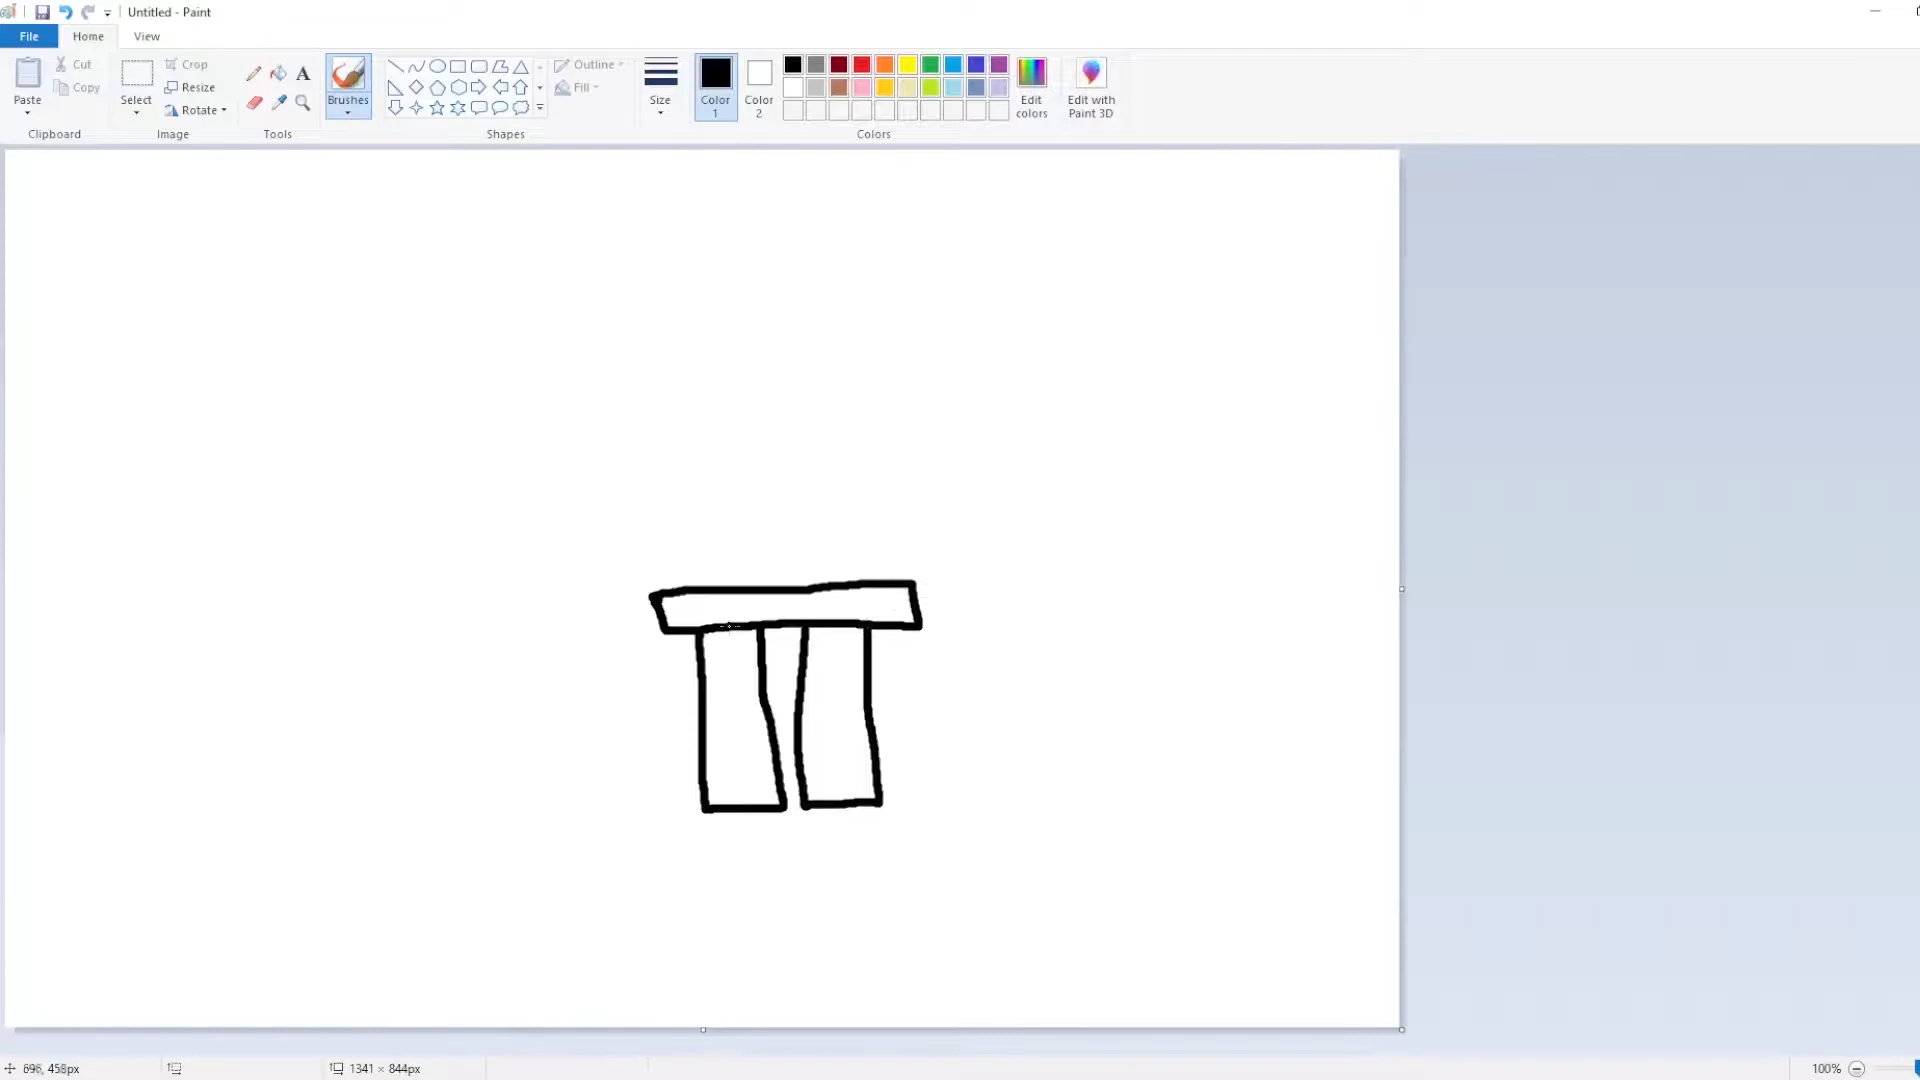 Untitled - Paint
File Home View
Paste
Cut
Copy
Clipboard
Select
Crop
Resize
Rotate
Image
A
Tools
Brushes
Outline
Fill
Shapes
Size
Color 1
Color 2
Edit colors
Colors
Edit with Paint 3D
696, 458px
1341 × 844px
100%